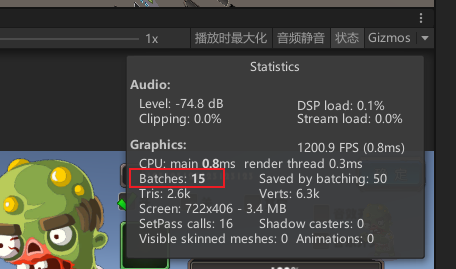 1x 播放时最大化 音频静音 状态 Gizmos
Statistics
Audio:
Level: -74.8 dB DSP load: 0.1%
Clipping: 0.0% Stream load: 0.0%
Graphics: 1200.9 FPS (0.8ms)
CPU: main 0.8ms render thread 0.3ms
Batches: 15 Saved by batching: 50
Tris: 2.6k Verts: 6.3k
Screen: 722x406 - 3.4 MB
SetPass calls: 16 Shadow casters: 0
Visible skinned meshes: 0 Animations: 0